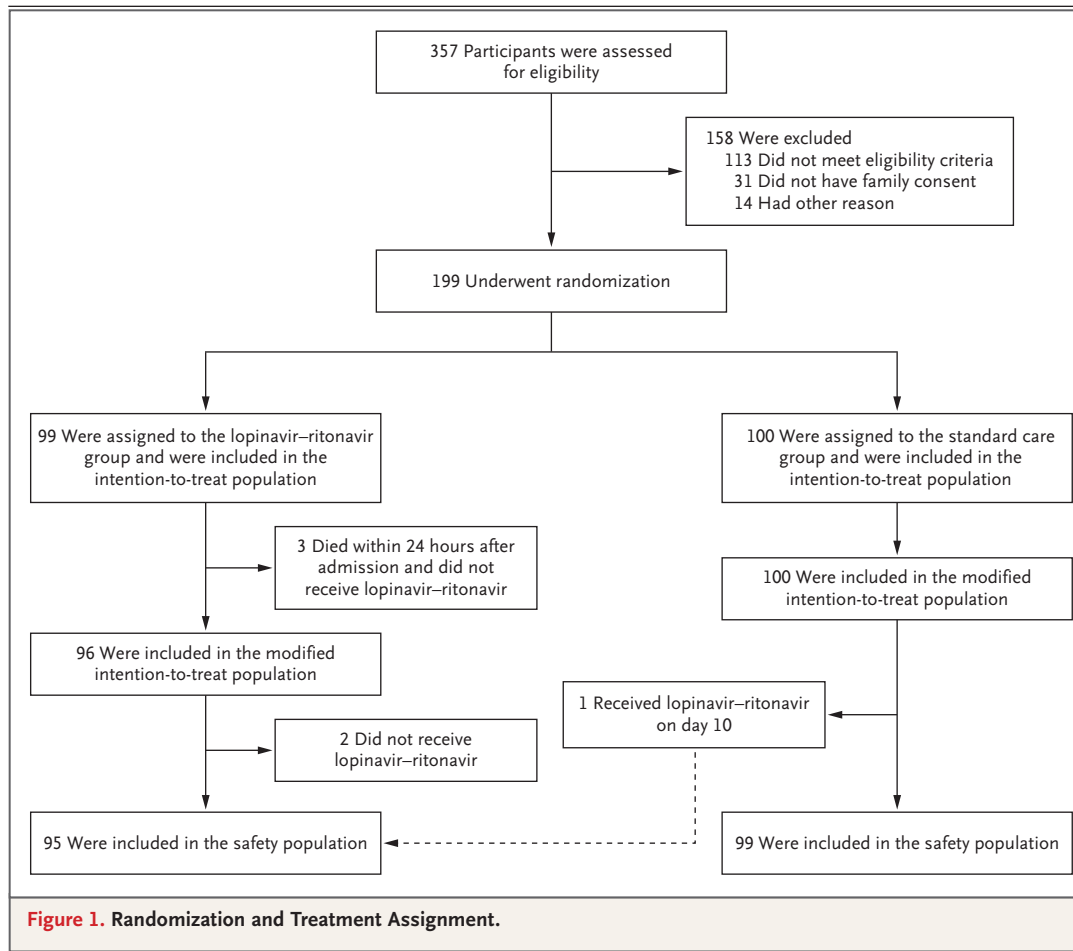 357 Participants were assessed
for eligibility
158 Were excluded
113 Did not meet eligibility criteria
31 Did not have family consent
14 Had other reason
199 Underwent randomization
99 Were assigned to the lopinavir–ritonavir
group and were included in the
intention-to-treat population
100 Were assigned to the standard care
group and were included in the
intention-to-treat population
3 Died within 24 hours after
admission and did not
receive lopinavir–ritonavir
100 Were included in the modified
intention-to-treat population
96 Were included in the modified
intention-to-treat population
1 Received lopinavir–ritonavir
on day 10
2 Did not receive
lopinavir–ritonavir
95 Were included in the safety population
99 Were included in the safety population
Figure 1. Randomization and Treatment Assignment.